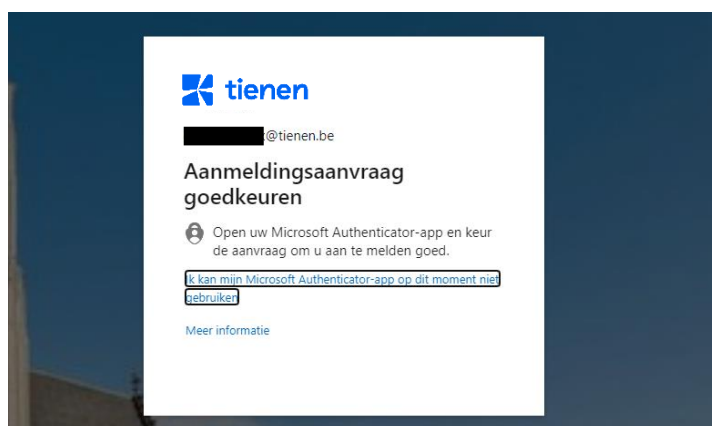 tienen
@tienen.be
Aanmeldingsaanvraag
goedkeuren
Open uw Microsoft Authenticator-app en keur
de aanvraag om u aan te melden goed.
Ik kan mijn Microsoft Authenticator-app op dit moment niet
gebruiken
Meer informatie